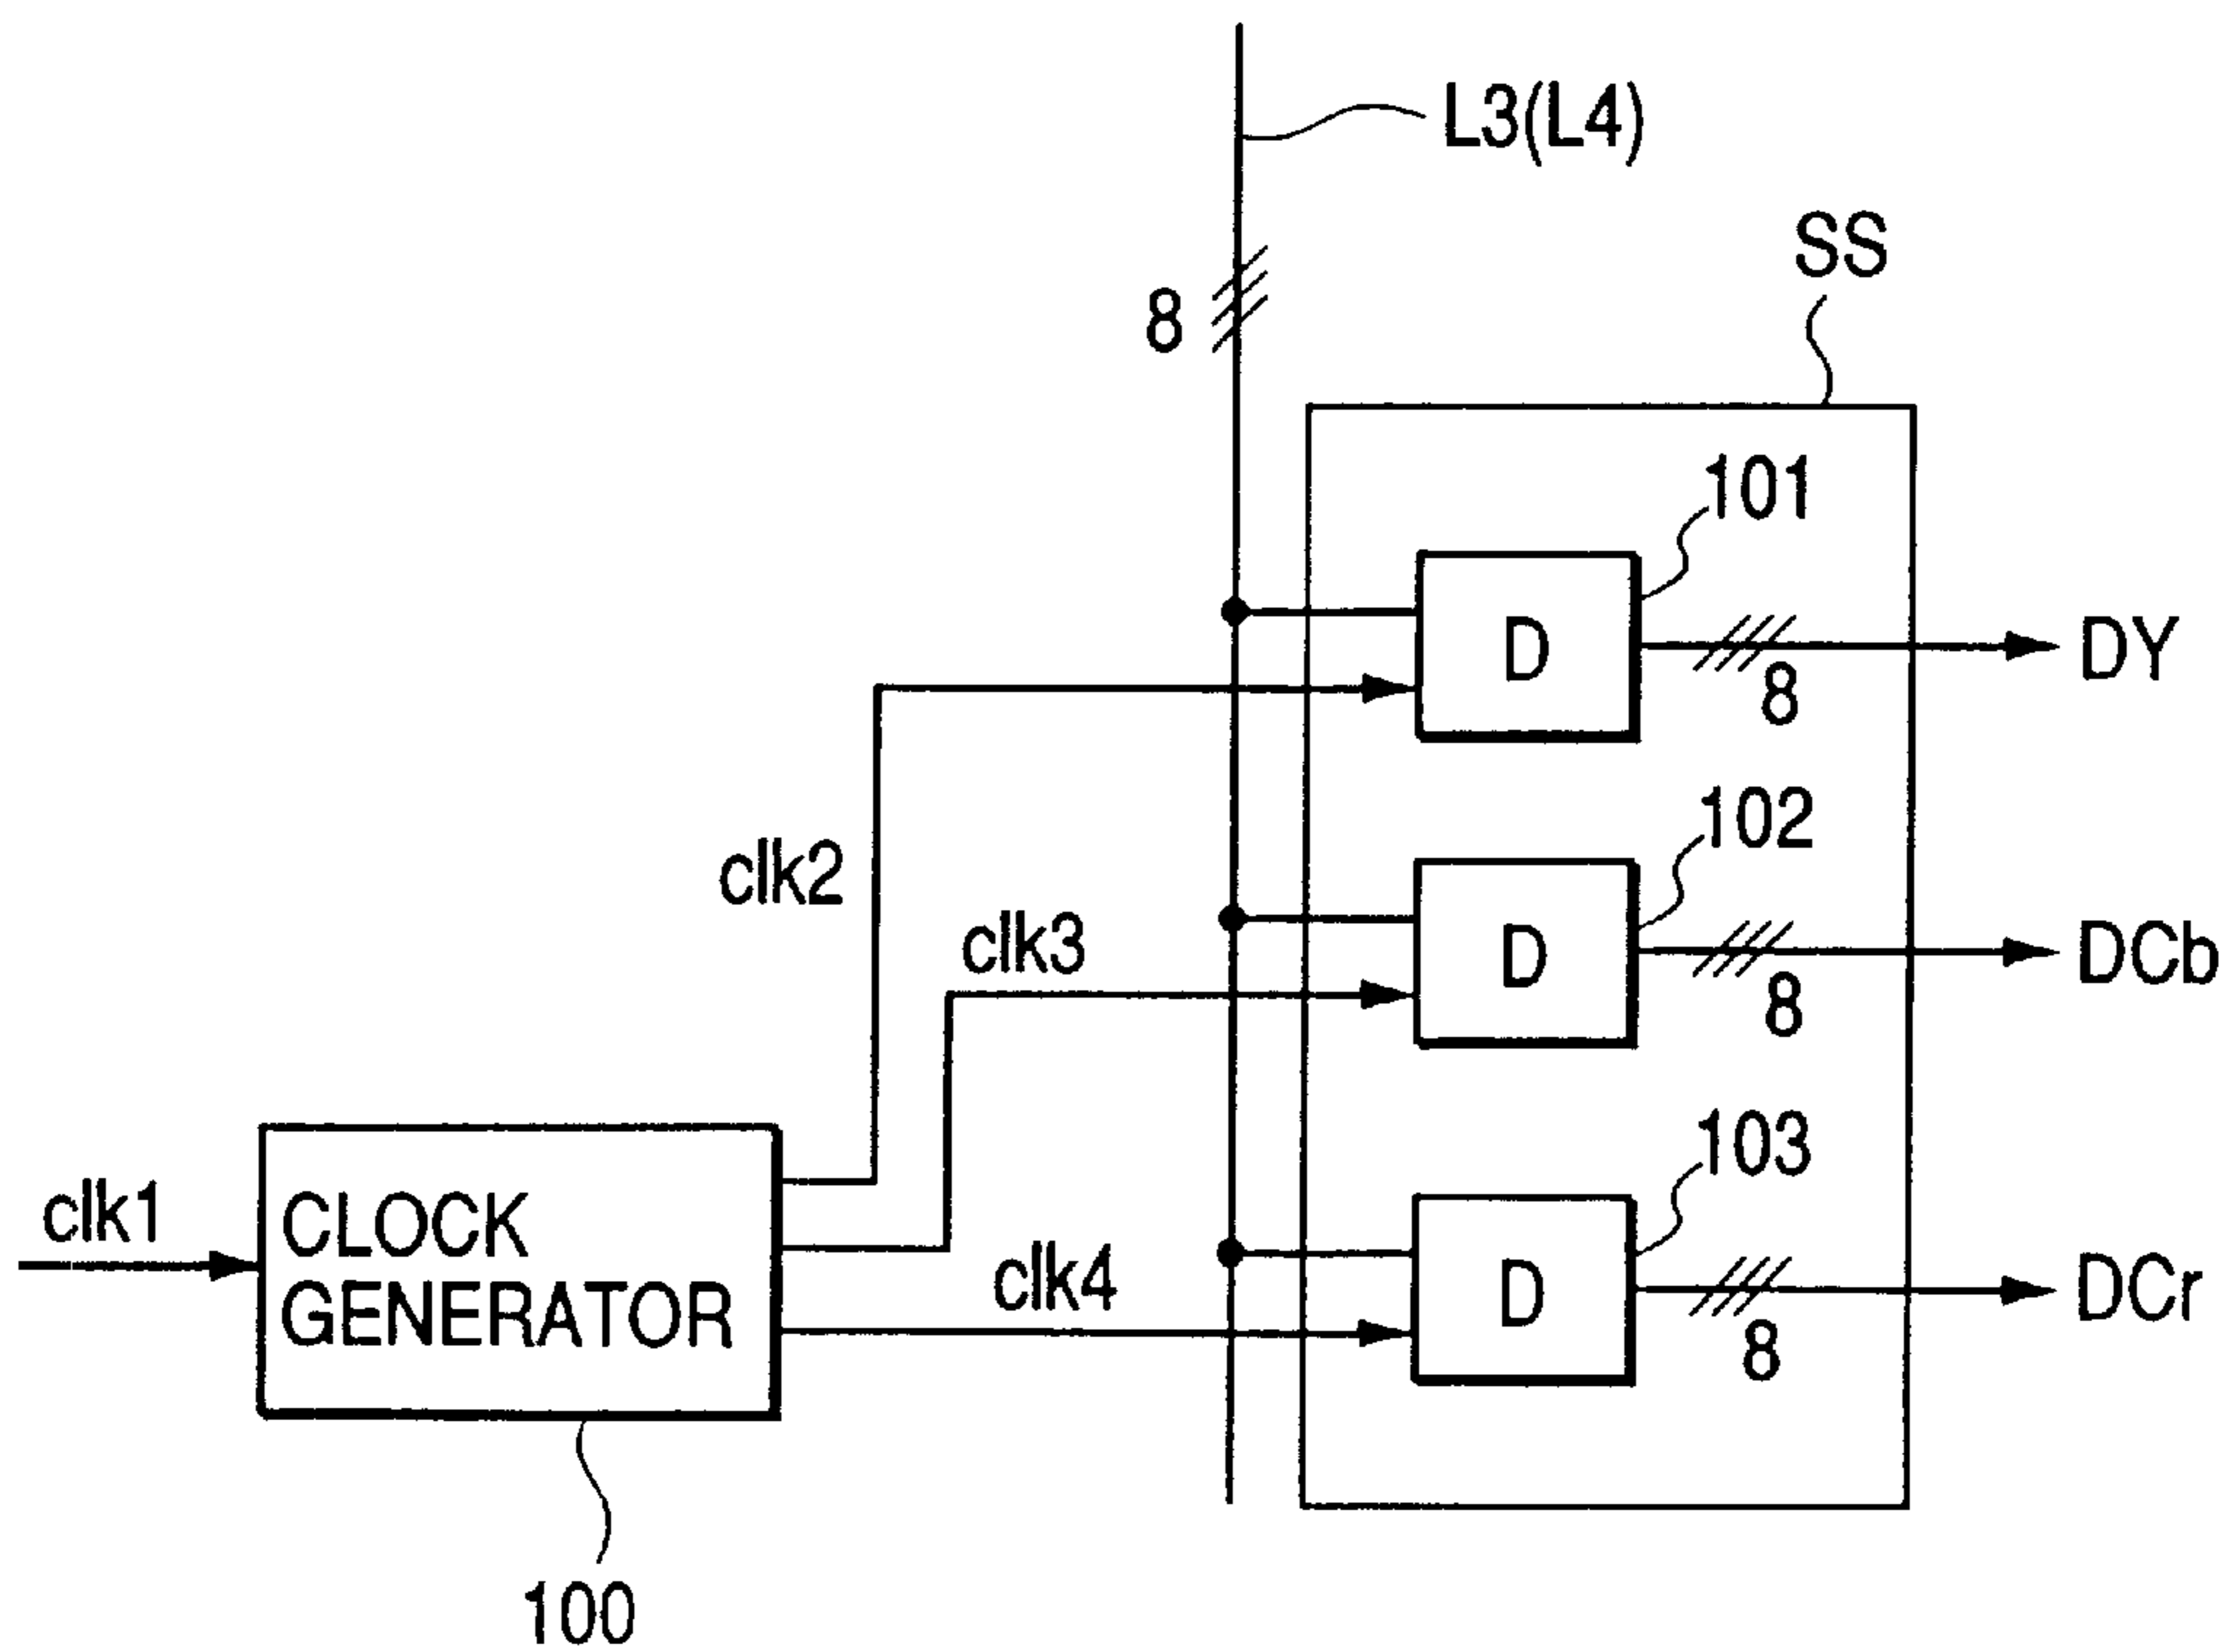 L3(L4)
8
SS
101
D
8
DY
102
clk2
D
8
DCb
clk3
103
clk1
CLOCK
GENERATOR
clk4
D
8
DCr
100